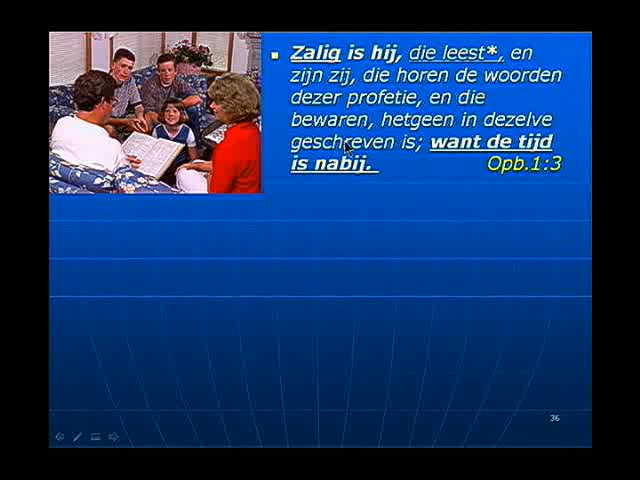 Zalig is hij, die leest*, en
zijn zij, die horen de woorden
dezer profetie, en die
bewaren, hetgeen in dezelve
geschreven is; want de tijd
is nabij. Opb.1:3
36